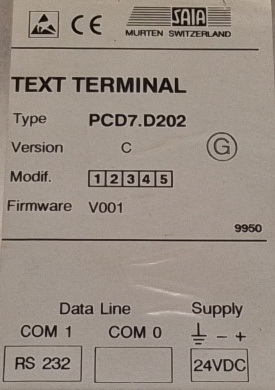 CE SAIA
MURTEN SWITZERLAND
TEXT TERMINAL
Type PCD7.D202
Version C G
Modif. 1 2 3 4 5
Firmware V001
9950
Data Line Supply
COM 1 COM 0 - +
RS 232 24VDC